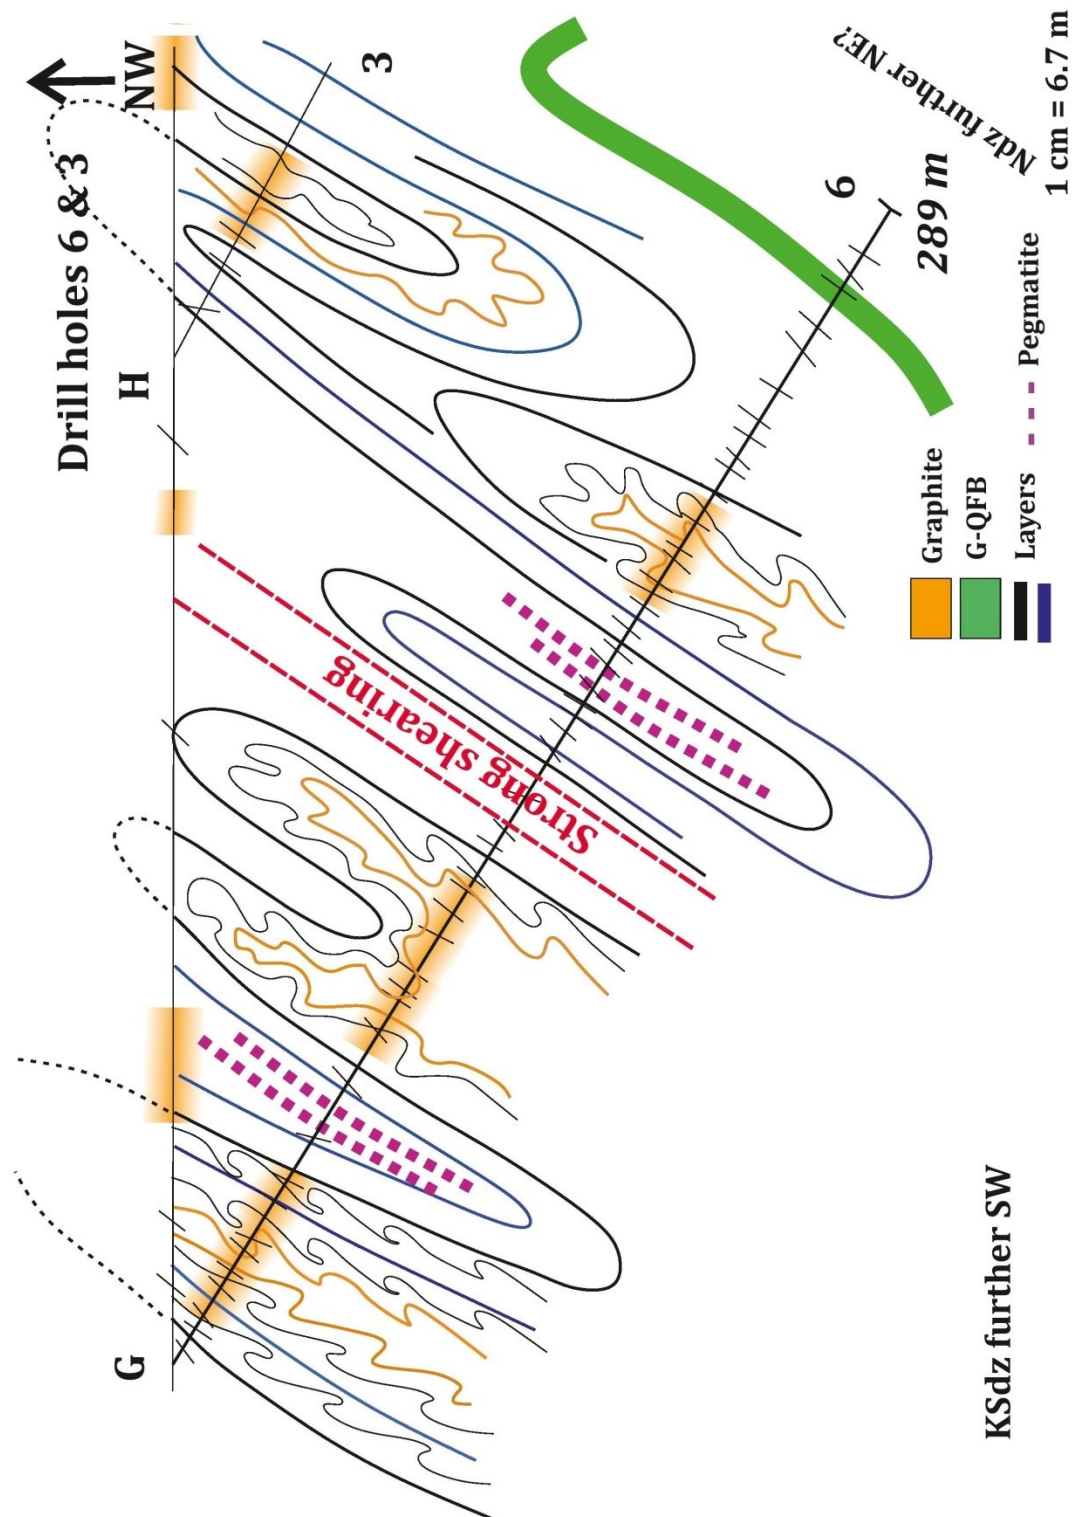 Drill holes 6 & 3
G
H
NW
3
6
289 m
Strong shearing
Ndz further NE?
KSdz further SW
Graphite
G-QFB
Layers
Pegmatite
1 cm = 6.7 m